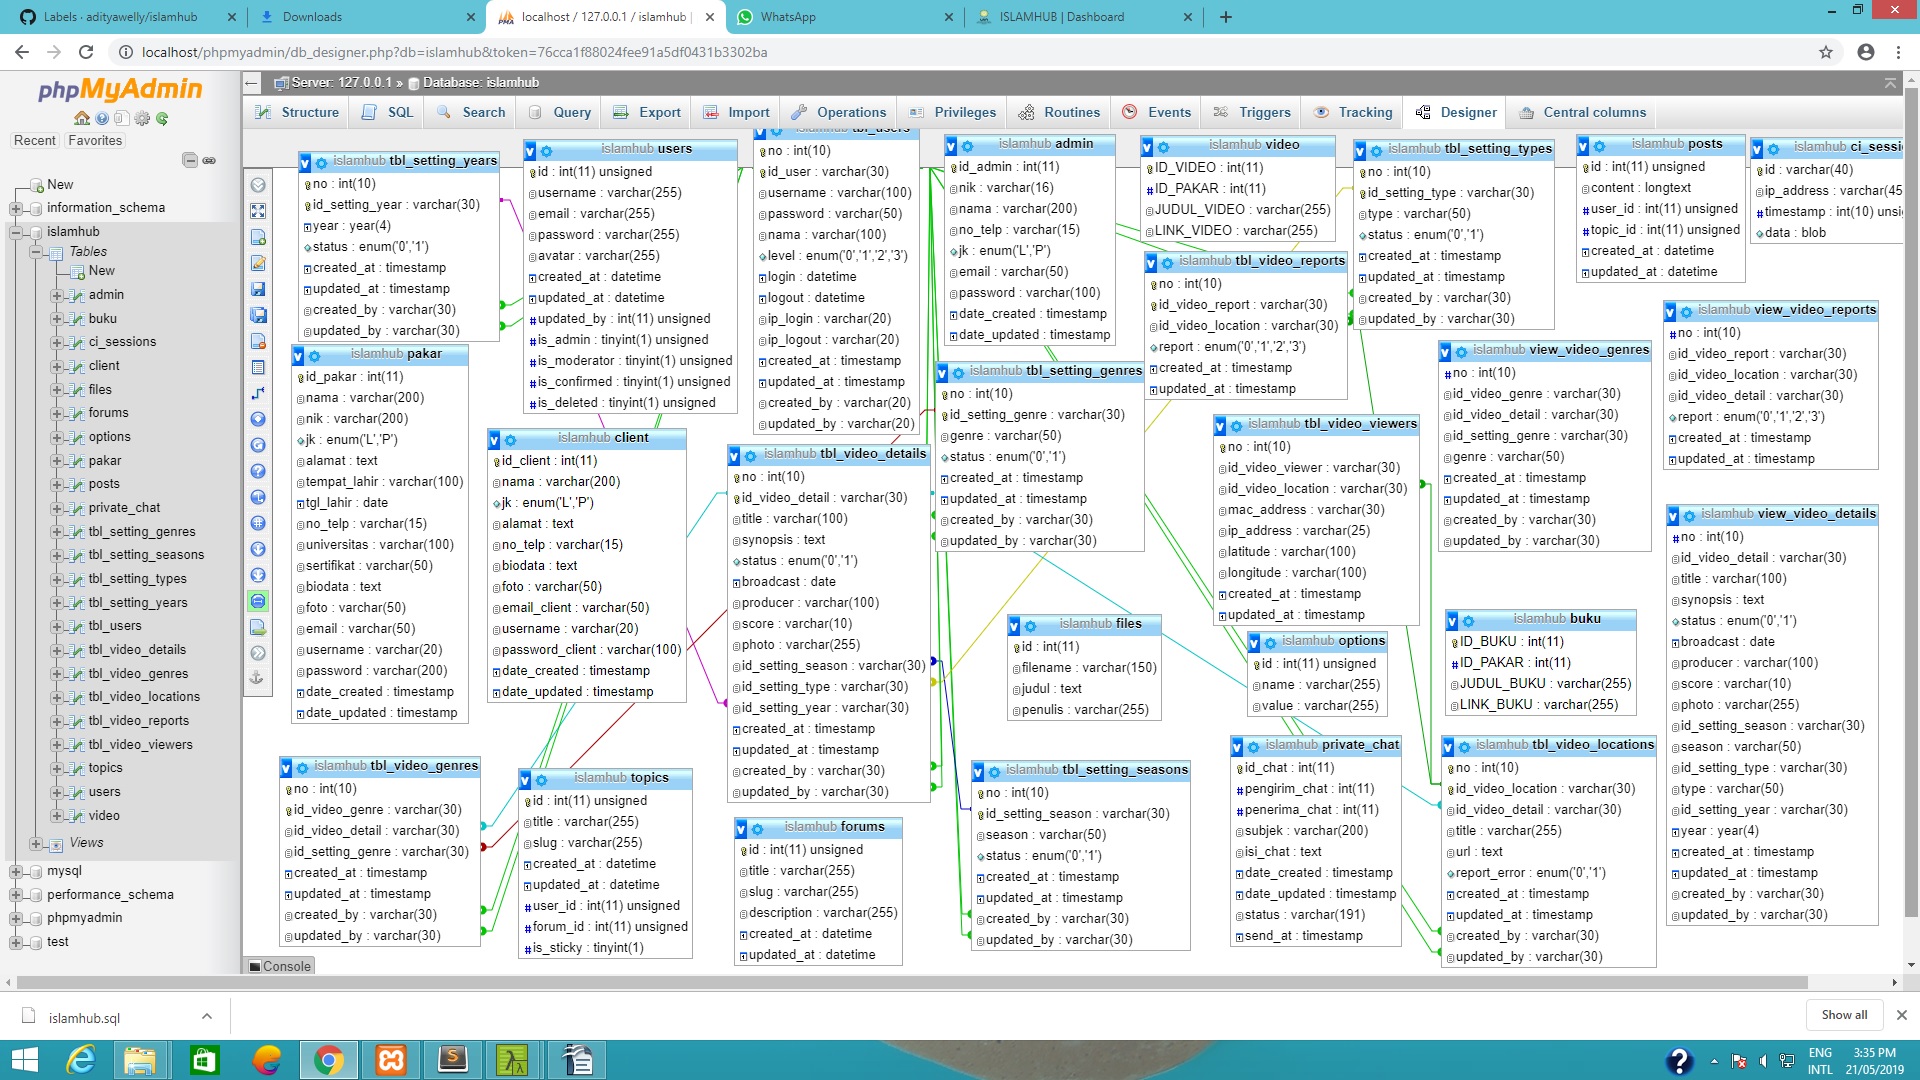 Labels · adityawelly/islamhub
Downloads
localhost / 127.0.0.1 / islamhub |
WhatsApp
ISLAMHUB | Dashboard
localhost/phpmyadmin/db_designer.php?db=islamhub&token=76cca1f88024fee91a5df0431b3302ba
phpMyAdmin
Recent Favorites
New
information_schema
islamhub
Tables
New
admin
buku
ci_sessions
client
files
forums
options
pakar
posts
private_chat
tbl_setting_genres
tbl_setting_seasons
tbl_setting_types
tbl_setting_years
tbl_users
tbl_video_details
tbl_video_genres
tbl_video_locations
tbl_video_reports
tbl_video_viewers
topics
users
video
Views
mysql
performance_schema
phpmyadmin
test
Server: 127.0.0.1 » Database: islamhub
Structure SQL Search Query Export Import Operations Privileges Routines Events Triggers Tracking Designer Central columns
islamhub tbl_setting_years
no : int(10)
id_setting_year : varchar(30)
year : year(4)
status : enum('0','1')
created_at : timestamp
updated_at : timestamp
created_by : varchar(30)
updated_by : varchar(30)
islamhub pakar
id_pakar : int(11)
nama : varchar(200)
nik : varchar(200)
jk : enum('L','P')
alamat : text
tempat_lahir : varchar(100)
tgl_lahir : date
no_telp : varchar(15)
universitas : varchar(100)
sertifikat : varchar(50)
biodata : text
foto : varchar(50)
email : varchar(50)
username : varchar(20)
password : varchar(200)
date_created : timestamp
date_updated : timestamp
islamhub tbl_video_genres
no : int(10)
id_video_genre : varchar(30)
id_video_detail : varchar(30)
id_setting_genre : varchar(30)
created_at : timestamp
updated_at : timestamp
created_by : varchar(30)
updated_by : varchar(30)
islamhub users
id : int(11) unsigned
username : varchar(255)
email : varchar(255)
password : varchar(255)
avatar : varchar(255)
created_at : datetime
updated_at : datetime
updated_by : int(11) unsigned
is_admin : tinyint(1) unsigned
is_moderator : tinyint(1) unsigned
is_confirmed : tinyint(1) unsigned
is_deleted : tinyint(1) unsigned
islamhub client
id_client : int(11)
nama : varchar(200)
jk : enum('L','P')
alamat : text
no_telp : varchar(15)
biodata : text
foto : varchar(50)
email_client : varchar(50)
username : varchar(20)
password_client : varchar(100)
date_created : timestamp
date_updated : timestamp
islamhub topics
id : int(11) unsigned
title : varchar(255)
slug : varchar(255)
created_at : datetime
updated_at : datetime
user_id : int(11) unsigned
forum_id : int(11) unsigned
is_sticky : tinyint(1)
islamhub tbl_users
no : int(10)
id_user : varchar(30)
username : varchar(100)
password : varchar(50)
nama : varchar(100)
level : enum('0','1','2','3')
login : datetime
logout : datetime
ip_login : varchar(20)
ip_logout : varchar(20)
created_at : timestamp
updated_at : timestamp
created_by : varchar(20)
updated_by : varchar(20)
islamhub tbl_video_details
no : int(10)
id_video_detail : varchar(30)
title : varchar(100)
synopsis : text
status : enum('0','1')
broadcast : date
producer : varchar(100)
score : varchar(10)
photo : varchar(255)
id_setting_season : varchar(30)
id_setting_type : varchar(30)
id_setting_year : varchar(30)
created_at : timestamp
updated_at : timestamp
created_by : varchar(30)
updated_by : varchar(30)
islamhub forums
id : int(11) unsigned
title : varchar(255)
slug : varchar(255)
description : varchar(255)
created_at : datetime
updated_at : datetime
islamhub admin
id_admin : int(11)
nik : varchar(16)
nama : varchar(200)
no_telp : varchar(15)
jk : enum('L','P')
email : varchar(50)
password : varchar(100)
date_created : timestamp
date_updated : timestamp
islamhub tbl_setting_genres
no : int(10)
id_setting_genre : varchar(30)
genre : varchar(50)
status : enum('0','1')
created_at : timestamp
updated_at : timestamp
created_by : varchar(30)
updated_by : varchar(30)
islamhub files
id : int(11)
filename : varchar(150)
judul : text
penulis : varchar(255)
islamhub tbl_setting_seasons
no : int(10)
id_setting_season : varchar(30)
season : varchar(50)
status : enum('0','1')
created_at : timestamp
updated_at : timestamp
created_by : varchar(30)
updated_by : varchar(30)
islamhub video
ID_VIDEO : int(11)
ID_PAKAR : int(11)
JUDUL_VIDEO : varchar(255)
LINK_VIDEO : varchar(255)
islamhub tbl_video_reports
no : int(10)
id_video_report : varchar(30)
id_video_location : varchar(30)
report : enum('0','1','2','3')
created_at : timestamp
updated_at : timestamp
islamhub tbl_video_viewers
no : int(10)
id_video_viewer : varchar(30)
id_video_location : varchar(30)
mac_address : varchar(30)
ip_address : varchar(25)
latitude : varchar(100)
longitude : varchar(100)
created_at : timestamp
updated_at : timestamp
islamhub options
id : int(11) unsigned
name : varchar(255)
value : varchar(255)
islamhub private_chat
id_chat : int(11)
pengirim_chat : int(11)
penerima_chat : int(11)
subjek : varchar(200)
isi_chat : text
date_created : timestamp
date_updated : timestamp
status : varchar(191)
send_at : timestamp
islamhub tbl_setting_types
no : int(10)
id_setting_type : varchar(30)
type : varchar(50)
status : enum('0','1')
created_at : timestamp
updated_at : timestamp
created_by : varchar(30)
updated_by : varchar(30)
islamhub view_video_genres
no : int(10)
id_video_genre : varchar(30)
id_video_detail : varchar(30)
id_setting_genre : varchar(30)
genre : varchar(50)
created_at : timestamp
updated_at : timestamp
created_by : varchar(30)
updated_by : varchar(30)
islamhub buku
ID_BUKU : int(11)
ID_PAKAR : int(11)
JUDUL_BUKU : varchar(255)
LINK_BUKU : varchar(255)
islamhub tbl_video_locations
no : int(10)
id_video_location : varchar(30)
id_video_detail : varchar(30)
title : varchar(255)
url : text
report_error : enum('0','1')
created_at : timestamp
updated_at : timestamp
created_by : varchar(30)
updated_by : varchar(30)
islamhub posts
id : int(11) unsigned
content : longtext
user_id : int(11) unsigned
topic_id : int(11) unsigned
created_at : datetime
updated_at : datetime
islamhub ci_sessi
id : varchar(40)
ip_address : varchar(45
timestamp : int(10) unsi
data : blob
islamhub view_video_reports
no : int(10)
id_video_report : varchar(30)
id_video_location : varchar(30)
id_video_detail : varchar(30)
report : enum('0','1','2','3')
created_at : timestamp
updated_at : timestamp
islamhub view_video_details
no : int(10)
id_video_detail : varchar(30)
title : varchar(100)
synopsis : text
status : enum('0','1')
broadcast : date
producer : varchar(100)
score : varchar(10)
photo : varchar(255)
id_setting_season : varchar(30)
season : varchar(50)
id_setting_type : varchar(30)
type : varchar(50)
id_setting_year : varchar(30)
year : year(4)
created_at : timestamp
updated_at : timestamp
created_by : varchar(30)
updated_by : varchar(30)
Console
islamhub.sql
Show all
ENG
INTL
3:35 PM
21/05/2019